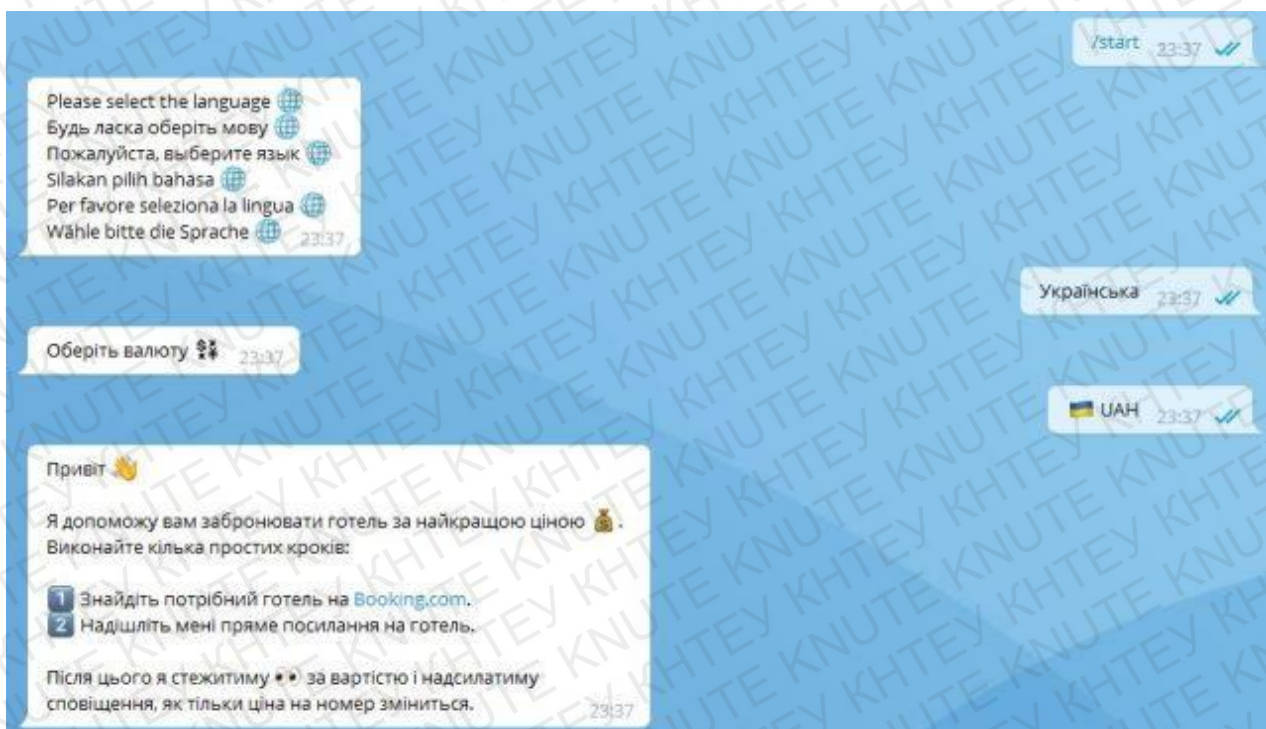 /start 23:37
Please select the language 🌐
Будь ласка оберіть мову 🌐
Пожалуйста, выберите язык 🌐
Silakan pilih bahasa 🌐
Per favore seleziona la lingua 🌐
Wähle bitte die Sprache 🌐 23:37
Українська 23:37
Оберіть валюту 💱 23:37
🇺🇦 UAH 23:37
Привіт 👋
Я допоможу вам забронювати готель за найкращою ціною 💰.
Виконайте кілька простих кроків:
1️⃣ Знайдіть потрібний готель на Booking.com.
2️⃣ Надішліть мені пряме посилання на готель.
Після цього я стежитиму 👀 за вартістю і надсилатиму
сповіщення, як тільки ціна на номер зміниться. 23:37
KNUTE КНТЕУ